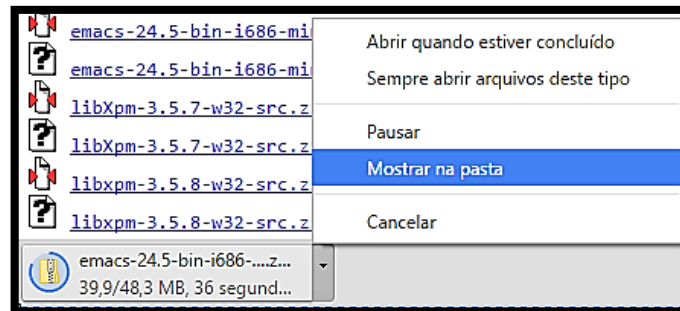 emacs-24.5-bin-i686-mi
emacs-24.5-bin-i686-mi
libXpm-3.5.7-w32-src.z
libXpm-3.5.7-w32-src.z
libxpm-3.5.8-w32-src.z
libxpm-3.5.8-w32-src.z
Abrir quando estiver concluído
Sempre abrir arquivos deste tipo
Pausar
Mostrar na pasta
Cancelar
emacs-24.5-bin-i686-....z...
39,9/48,3 MB, 36 segund...